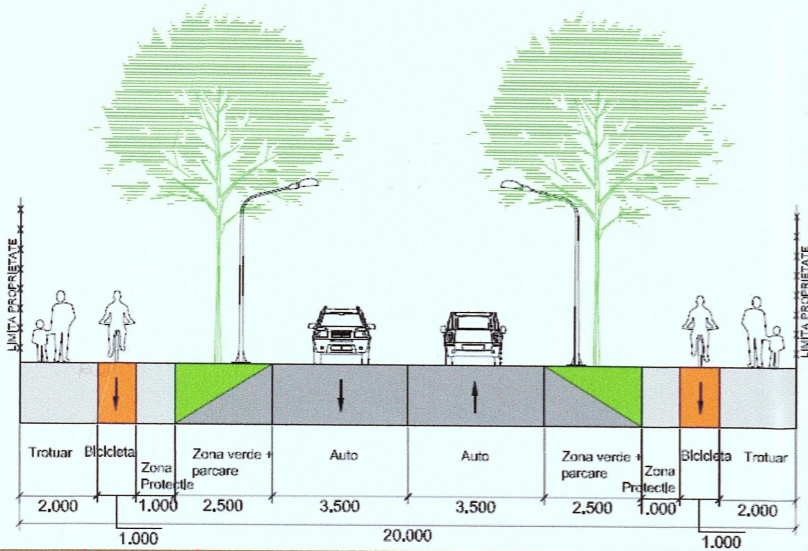 LIMITA PROPRIETATE
LIMITA PROPRIETATE
Trotuar
Bicicleta
Zona
Protectie
Zona verde +
parcare
Auto
Auto
Zona verde +
parcare
Zona
Protectie
Bicicleta
Trotuar
2.000
1.000
2.500
3.500
3.500
2.500
1.000
2.000
1.000
20.000
1.000